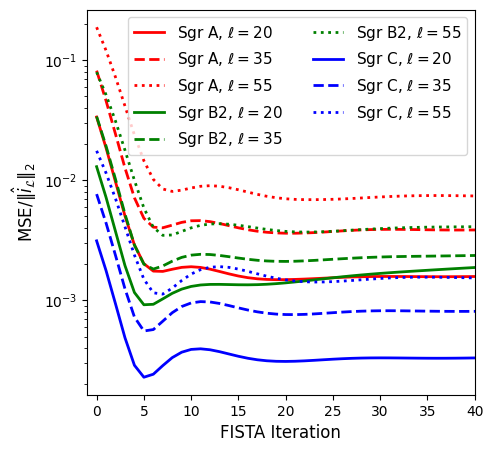 Sgr A, ℓ = 20
Sgr A, ℓ = 35
Sgr A, ℓ = 55
Sgr B2, ℓ = 20
Sgr B2, ℓ = 35
Sgr B2, ℓ = 55
Sgr C, ℓ = 20
Sgr C, ℓ = 35
Sgr C, ℓ = 55
MSE/‖î_ℒ‖₂
10⁻¹
10⁻²
10⁻³
0 5 10 15 20 25 30 35 40
FISTA Iteration